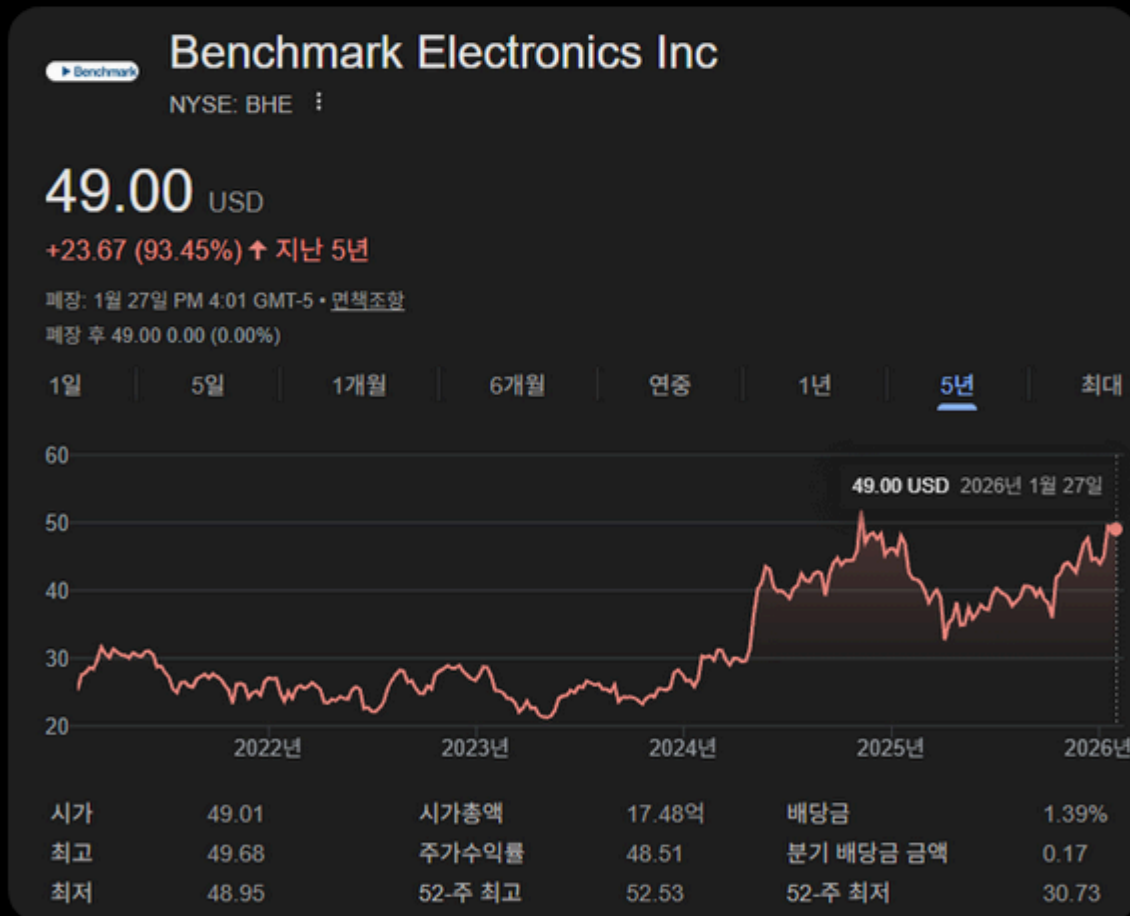 Benchmark
Benchmark Electronics Inc
NYSE: BHE
49.00 USD
+23.67 (93.45%) 지난 5년
폐장: 1월 27일 PM 4:01 GMT-5 • 면책조항
폐장 후 49.00 0.00 (0.00%)
1일 5일 1개월 6개월 연중 1년 5년 최대
60
49.00 USD 2026년 1월 27일
50
40
30
20
2022년 2023년 2024년 2025년 2026년
시가 49.01 시가총액 17.48억 배당금 1.39%
최고 49.68 주가수익률 48.51 분기 배당금 금액 0.17
최저 48.95 52-주 최고 52.53 52-주 최저 30.73